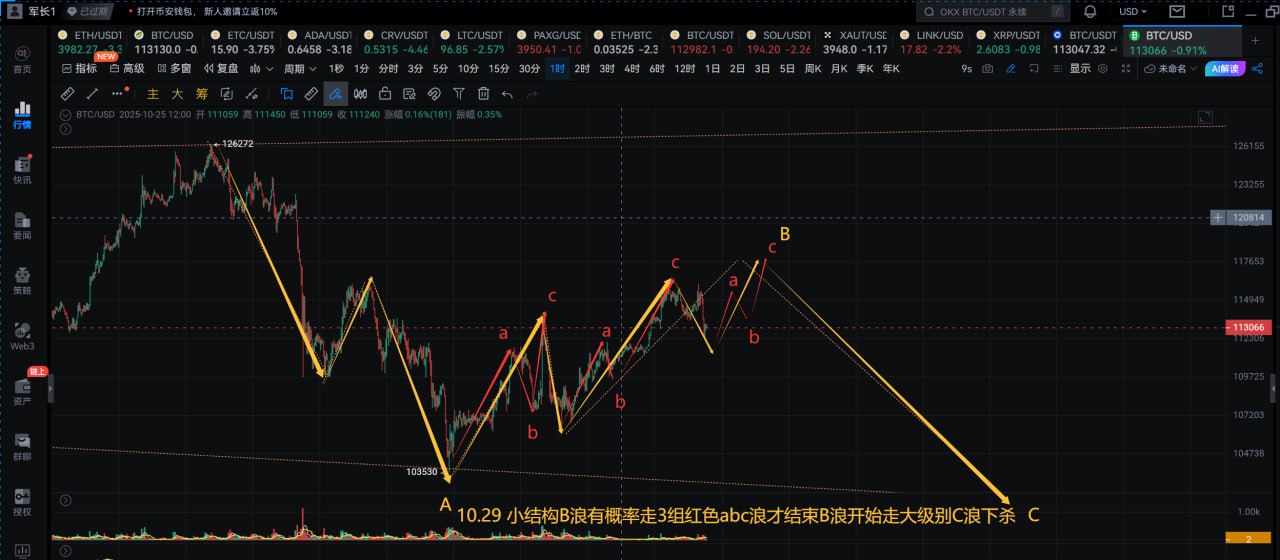 军长1 已过期 • 打开币安钱包， 新人邀请立返10% OKX BTC/USDT 永续 / USD
ETH/USDT BTC/USD ETC/USDT ADA/USDT CRV/USDT LTC/USDT PAXG/USD ETH/BTC BTC/USDT SOL/USDT XAUT/USD LINK/USD XRP/USDT BTC/USDT BTC/USD
3982.27 -3.3 113130.0 15.90 -3.75% 0.6458 -3.18 0.5315 -4.46 96.85 -2.57% 3950.41 -1.0 0.03525 -2.3 112982.1 194.20 -2.26 3948.0 -1.17 17.82 -2.2% 2.6083 -0.98 113047.32 113066 -0.91%
NEW
指标 高级 多窗 复盘 周期 1秒 1分 分时 3分 5分 10分 15分 30分 1时 2时 3时 4时 6时 12时 1日 2日 3日 5日 周K 月K 季K 年K 9s 显示 未命名 AI解读
主 大 筹
首页
行情
快讯
要闻
策略
Web3
链上
资产
群聊
授权
BTC/USD 2025-10-25 12:00 开 111059 高 111450 低 111059 收 111240 涨幅 0.16%(181) 振幅 0.35%
126272
126155
123255
120814
B
c
117653
c
a
114949
c
b
113066
a
a
112306
109725
b
107203
b
104738
103530
A
10.29 小结构B浪有概率走3组红色abc浪才结束B浪开始走大级别C浪下杀 C
1.00k
2